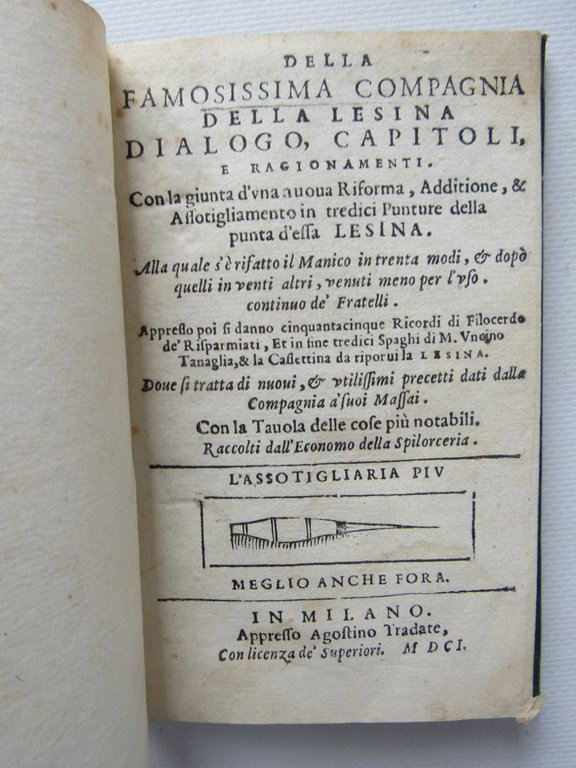 DELLA
FAMOSISSIMA COMPAGNIA
DELLA LESINA
DIALOGO, CAPITOLI,
E RAGIONAMENTI.
Con la giunta d'vna nuoua Riforma, Additione, &
Aſſotigliamento in tredici Punture della
punta d'eſſa LESINA.
Alla quale s'è rifatto il Manico in trenta modi, & dopò
quelli in venti altri, venuti meno per l'vſo
continuo de' Fratelli.
Appreſſo poi ſi danno cinquantacinque Ricordi di Filocerdo
de' Riſparmiati, Et in fine tredici Spaghi di M. Vncino
Tanaglia, & la Caſſettina da riporui la LESINA.
Doue ſi tratta di nuoui, & vtiliſſimi precetti dati dalla
Compagnia a' ſuoi Maſſai.
Con la Tauola delle coſe più notabili.
Raccolti dall'Economo della Spilorceria.
L'ASSOTIGLIARLA PIV
MEGLIO ANCHE FORA.
IN MILANO.
Appreſſo Agoſtino Tradate,
Con licenza de' Superiori. MDCI.